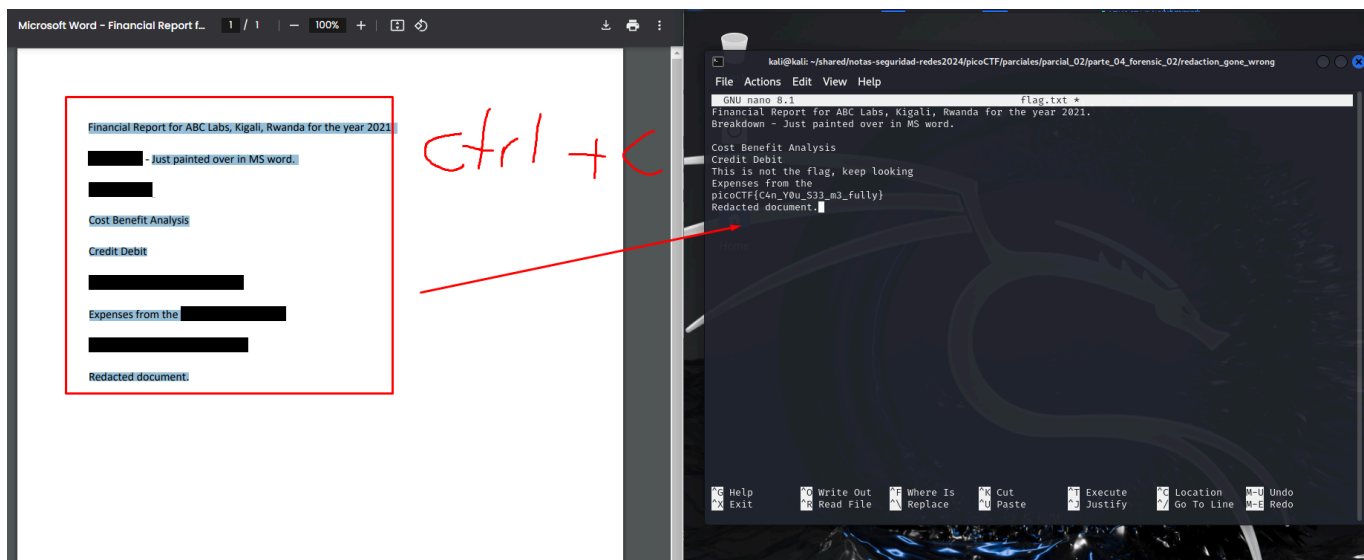 Microsoft Word - Financial Report f... 1 / 1 | — 100% + |
Financial Report for ABC Labs, Kigali, Rwanda for the year 2021.
- Just painted over in MS word.
Cost Benefit Analysis
Credit Debit
Expenses from the
Redacted document.
Ctrl + C
kali@kali: ~/shared/notas-seguridad-redes2024/picoCTF/parciales/parcial_02/parte_04_forensic_02/redaction_gone_wrong
File Actions Edit View Help
GNU nano 8.1 flag.txt *
Financial Report for ABC Labs, Kigali, Rwanda for the year 2021.
Breakdown - Just painted over in MS word.
Cost Benefit Analysis
Credit Debit
This is not the flag, keep looking
Expenses from the
picoCTF{C4n_Y0u_S33_m3_fully}
Redacted document.
^G Help ^O Write Out ^F Where Is ^K Cut ^T Execute ^C Location M-U Undo
^X Exit ^R Read File ^\ Replace ^U Paste ^J Justify ^/ Go To Line M-E Redo